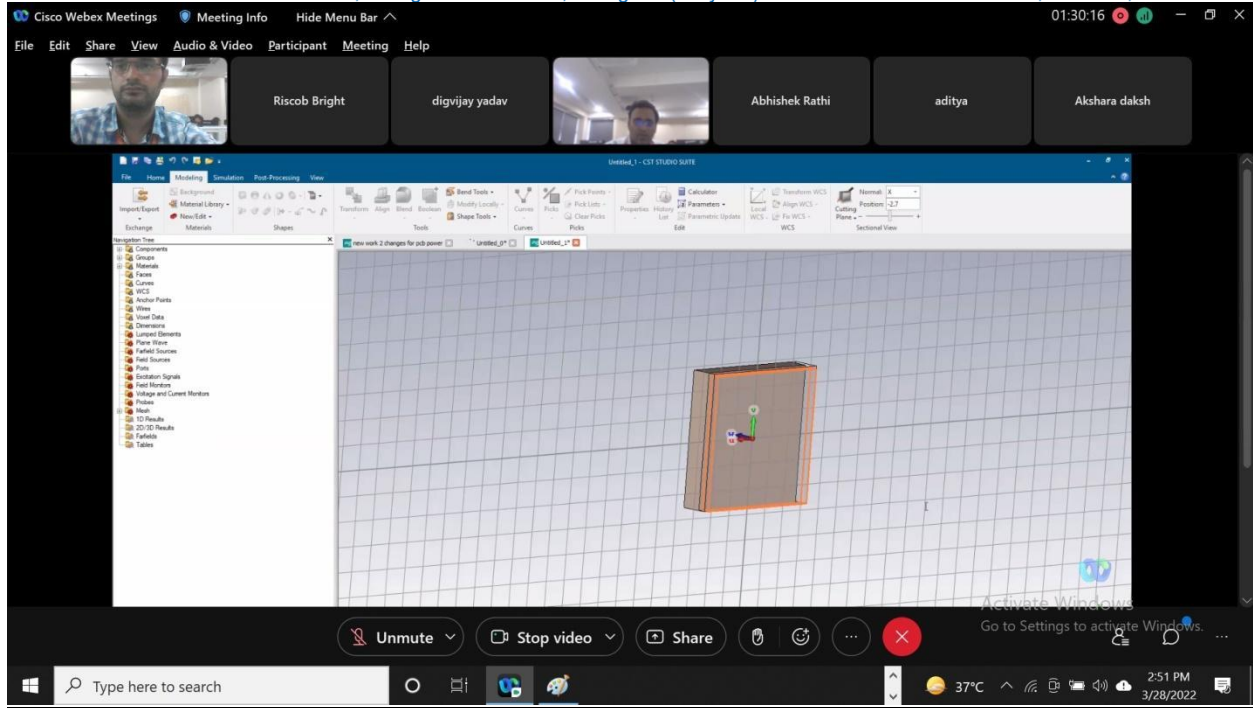 Cisco Webex Meetings Meeting Info Hide Menu Bar
01:30:16
File Edit Share View Audio & Video Participant Meeting Help
Riscob Bright
digvijay yadav
Abhishek Rathi
aditya
Akshara daksh
Untitled_1 - CST STUDIO SUITE
File Home Modeling Simulation Post-Processing View
Import/Export
Exchange
Background
Material Library
New/Edit
Materials
Shapes
Transform Align Blend Boolean
Bend Tools
Modify Locally
Shape Tools
Tools
Curves
Curves
Picks
Pick Points
Pick Lists
Clear Picks
Picks
Properties History List
Calculator
Parameters
Parametric Update
Edit
Local WCS
Transform WCS
Align WCS
Fix WCS
WCS
Cutting Plane
Normal: X
Position: -2.7
Sectional View
Navigation Tree
new work 2 changes for pcb power
Untitled_0*
Untitled_1*
Components
Groups
Materials
Faces
Curves
WCS
Anchor Points
Wires
Voxel Data
Dimensions
Lumped Elements
Plane Wave
Farfield Sources
Field Sources
Ports
Excitation Signals
Field Monitors
Voltage and Current Monitors
Probes
Mesh
1D Results
2D/3D Results
Farfields
Tables
Activate Windows
Go to Settings to activate Windows.
Unmute
Stop video
Share
Type here to search
37°C
2:51 PM
3/28/2022